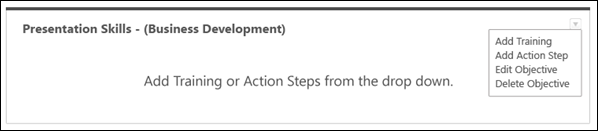 Presentation Skills - (Business Development)
Add Training
Add Action Step
Edit Objective
Delete Objective
Add Training or Action Steps from the drop down.